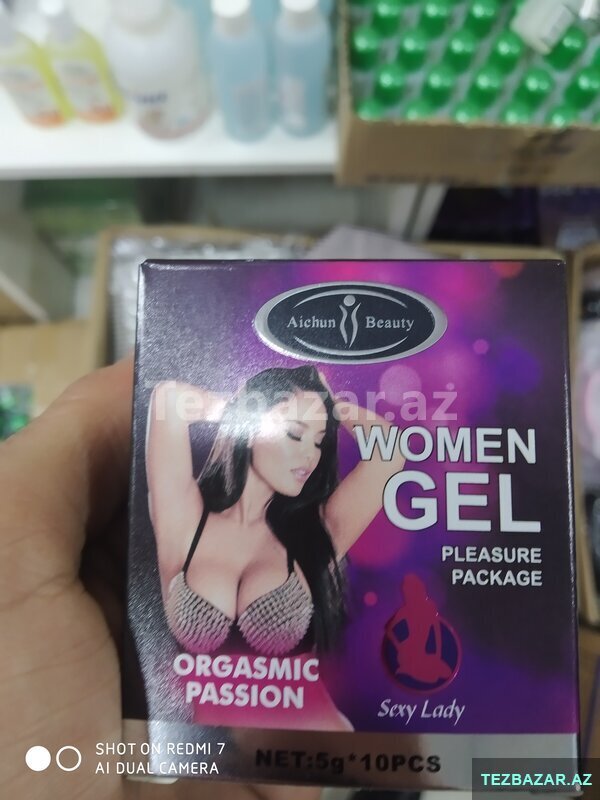 Aichun Beauty
Tezbazar.az
WOMEN
GEL
PLEASURE
PACKAGE
ORGASMIC
PASSION
Sexy Lady
NET:5g*10PCS
SHOT ON REDMI 7
AI DUAL CAMERA
TEZBAZAR.AZ